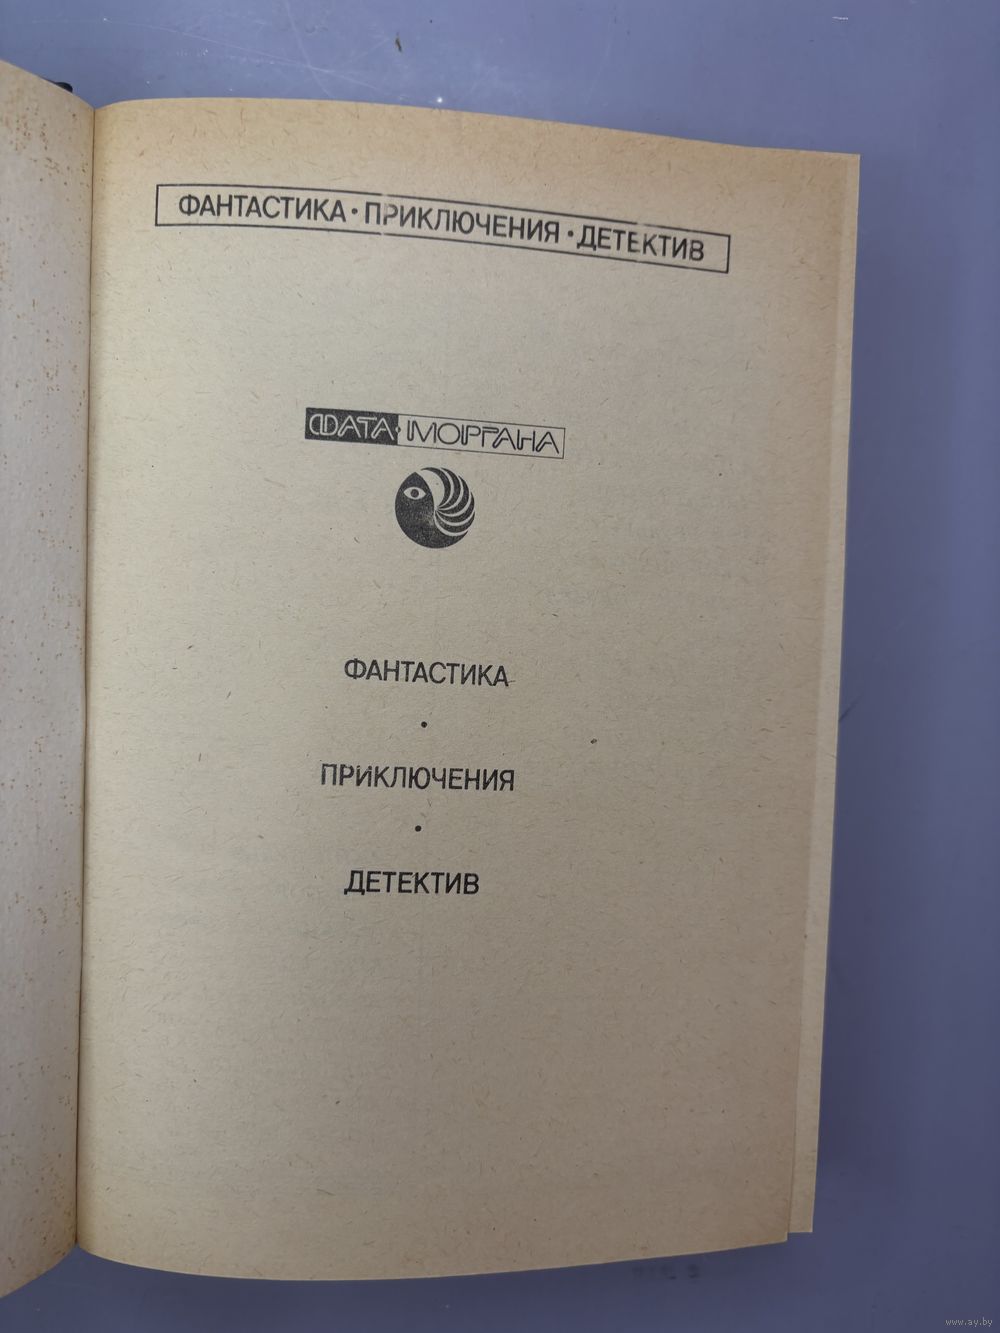 ФАНТАСТИКА · ПРИКЛЮЧЕНИЯ · ДЕТЕКТИВ
ФАТА · МОРГАНА
ФАНТАСТИКА
·
ПРИКЛЮЧЕНИЯ
·
ДЕТЕКТИВ
www.ay.by